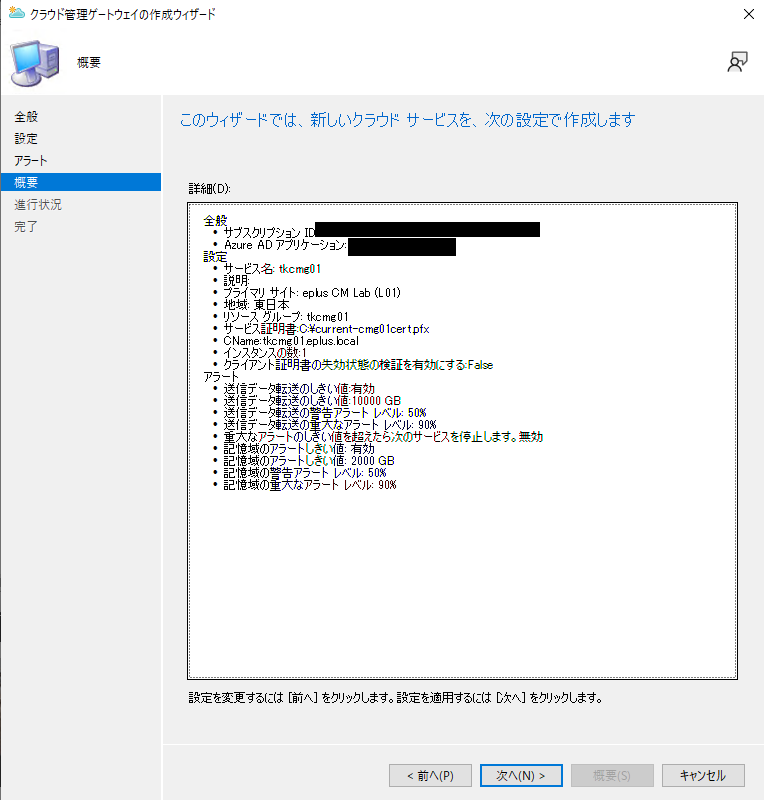 クラウド管理ゲートウェイの作成ウィザード
概要
全般
設定
アラート
概要
進行状況
完了
このウィザードでは、新しいクラウド サービスを、次の設定で作成します
詳細(D):
全般
• サブスクリプション ID
• Azure AD アプリケーション:
設定
• サービス名: tkcmg01
• 説明:
• プライマリ サイト: eplus CM Lab (L01)
• 地域: 東日本
• リソース グループ: tkcmg01
• サービス証明書:C:¥current-cmg01cert.pfx
• CName:tkcmg01.eplus.local
• インスタンスの数:1
• クライアント証明書の失効状態の検証を有効にする:False
アラート
• 送信データ転送のしきい値:有効
• 送信データ転送のしきい値:10000 GB
• 送信データ転送の警告アラート レベル: 50%
• 送信データ転送の重大なアラート レベル: 90%
• 重大なアラートのしきい値を超えたら次のサービスを停止します。無効
• 記憶域のアラートしきい値: 有効
• 記憶域のアラートしきい値: 2000 GB
• 記憶域の警告アラート レベル: 50%
• 記憶域の重大なアラート レベル: 90%
設定を変更するには [前へ] をクリックします。設定を適用するには [次へ] をクリックします。
< 前へ(P)
次へ(N) >
概要(S)
キャンセル